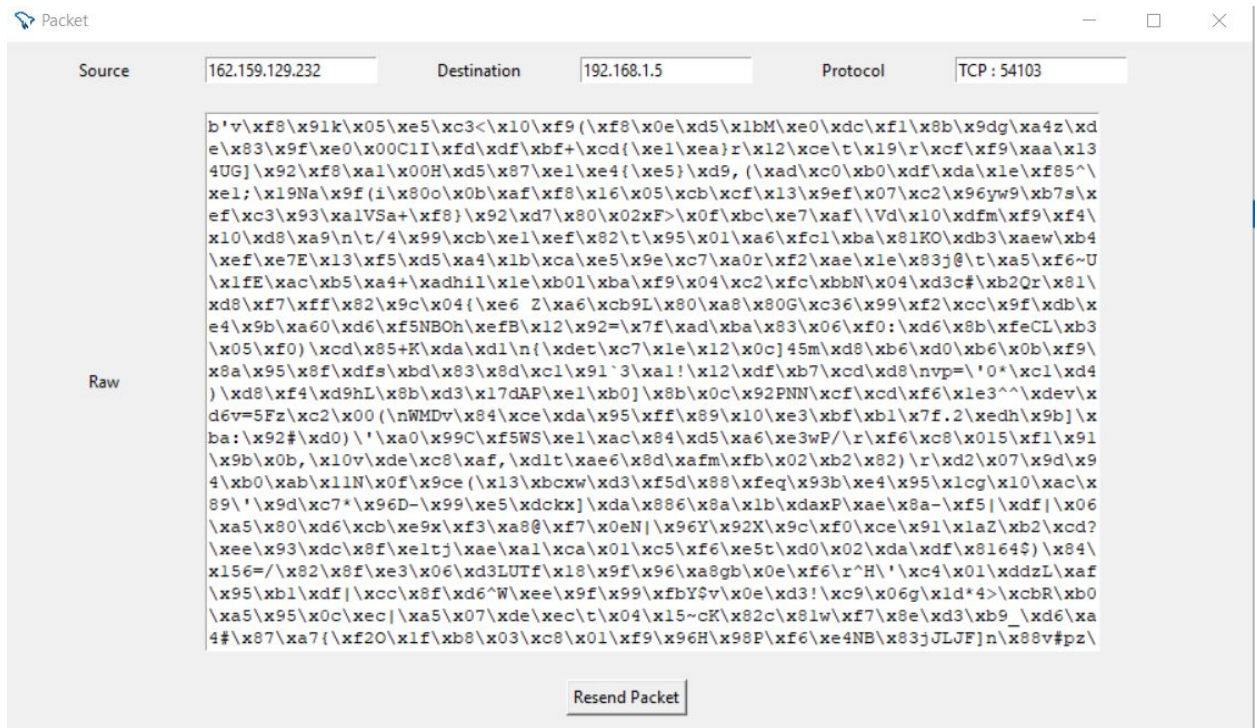 Packet
Source
162.159.129.232
Destination
192.168.1.5
Protocol
TCP : 54103
b'v\xf8\x91k\x05\xe5\xc3<\x10\xf9(\xf8\x0e\xd5\x1bM\xe0\xdc\xf1\x8b\x9dg\xa4z\xd
e\x83\x9f\xe0\x00C1I\xfd\xdf\xbf+\xcd{\xe1\xea}r\x12\xce\t\x19\r\xcf\xf9\xaa\x13
4UG]\x92\xf8\xa1\x00H\xd5\x87\xe1\xe4{\xe5}\xd9,(\xad\xc0\xb0\xdf\xda\x1e\xf85^\
xe1;\x19Na\x9f(i\x80o\x0b\xaf\xf8\x16\x05\xcb\xcf\x13\x9ef\x07\xc2\x96yw9\xb7s\x
ef\xc3\x93\xa1VSa+\xf8}\x92\xd7\x80\x02xF>\x0f\xbc\xe7\xaf\\Vd\x10\xdfm\xf9\xf4\
x10\xd8\xa9\n\t/4\x99\xcb\xe1\xef\x82\t\x95\x01\xa6\xfc1\xba\x81KO\xdb3\xaew\xb4
\xef\xe7E\x13\xf5\xd5\xa4\x1b\xca\xe5\x9e\xc7\xa0r\xf2\xae\x1e\x83j@\t\xa5\xf6~U
\x1fE\xac\xb5\xa4+\xadhil\x1e\xb01\xba\xf9\x04\xc2\xfc\xbbN\x04\xd3c#\xb2Qr\x81\
xd8\xf7\xff\x82\x9c\x04{\xe6 Z\xa6\xcb9L\x80\xa8\x80G\xc36\x99\xf2\xcc\x9f\xdb\x
e4\x9b\xa60\xd6\xf5NBOh\xefB\x12\x92=\x7f\xad\xba\x83\x06\xf0:\xd6\x8b\xfeCL\xb3
\x05\xf0)\xcd\x85+K\xda\xd1\n{\xdet\xc7\x1e\x12\x0c]45m\xd8\xb6\xd0\xb6\x0b\xf9\
x8a\x95\x8f\xdfs\xbd\x83\x8d\xc1\x91`3\xa1!\x12\xdf\xb7\xcd\xd8\nvp=\'0*\xc1\xd4
)\xd8\xf4\xd9hL\x8b\xd3\x17dAP\xe1\xb0]\x8b\x0c\x92PNN\xcf\xcd\xf6\x1e3^^\xdev\x
d6v=5Fz\xc2\x00(\nWMDv\x84\xce\xda\x95\xff\x89\x10\xe3\xbf\xb1\x7f.2\xedh\x9b]\x
ba:\x92#\xd0)\'\xa0\x99C\xf5WS\xe1\xac\x84\xd5\xa6\xe3wP/\r\xf6\xc8\x015\xf1\x91
\x9b\x0b,\x10v\xde\xc8\xaf,\xd1t\xae6\x8d\xafm\xfb\x02\xb2\x82)\r\xd2\x07\x9d\x9
4\xb0\xab\x11N\x0f\x9ce(\x13\xbcxw\xd3\xf5d\x88\xfeq\x93b\xe4\x95\x1cg\x10\xac\x
89\'\x9d\xc7*\x96D-\x99\xe5\xdckx]\xda\x886\x8a\x1b\xdaxP\xae\x8a-\xf5|\xdf|\x06
\xa5\x80\xd6\xcb\xe9x\xf3\xa8@\xf7\x0eN|\x96Y\x92X\x9c\xf0\xce\x91\x1aZ\xb2\xcd?
\xee\x93\xdc\x8f\xe1tj\xae\xa1\xca\x01\xc5\xf6\xe5t\xd0\x02\xda\xdf\x8164$)\x84\
x156=/\x82\x8f\xe3\x06\xd3LUTf\x18\x9f\x96\xa8gb\x0e\xf6\r^H\'\xc4\x01\xddzL\xaf
\x95\xb1\xdf|\xcc\x8f\xd6^W\xee\x9f\x99\xfbY$v\x0e\xd3!\xc9\x06g\x1d*4>\xcbR\xb0
\xa5\x95\x0c\xec|\xa5\x07\xde\xec\t\x04\x15~cK\x82c\x81w\xf7\x8e\xd3\xb9_\xd6\xa
4#\x87\xa7{\xf2O\x1f\xb8\x03\xc8\x01\xf9\x96H\x98P\xf6\xe4NB\x83jJLJF]n\x88v#pz\
Raw
Resend Packet